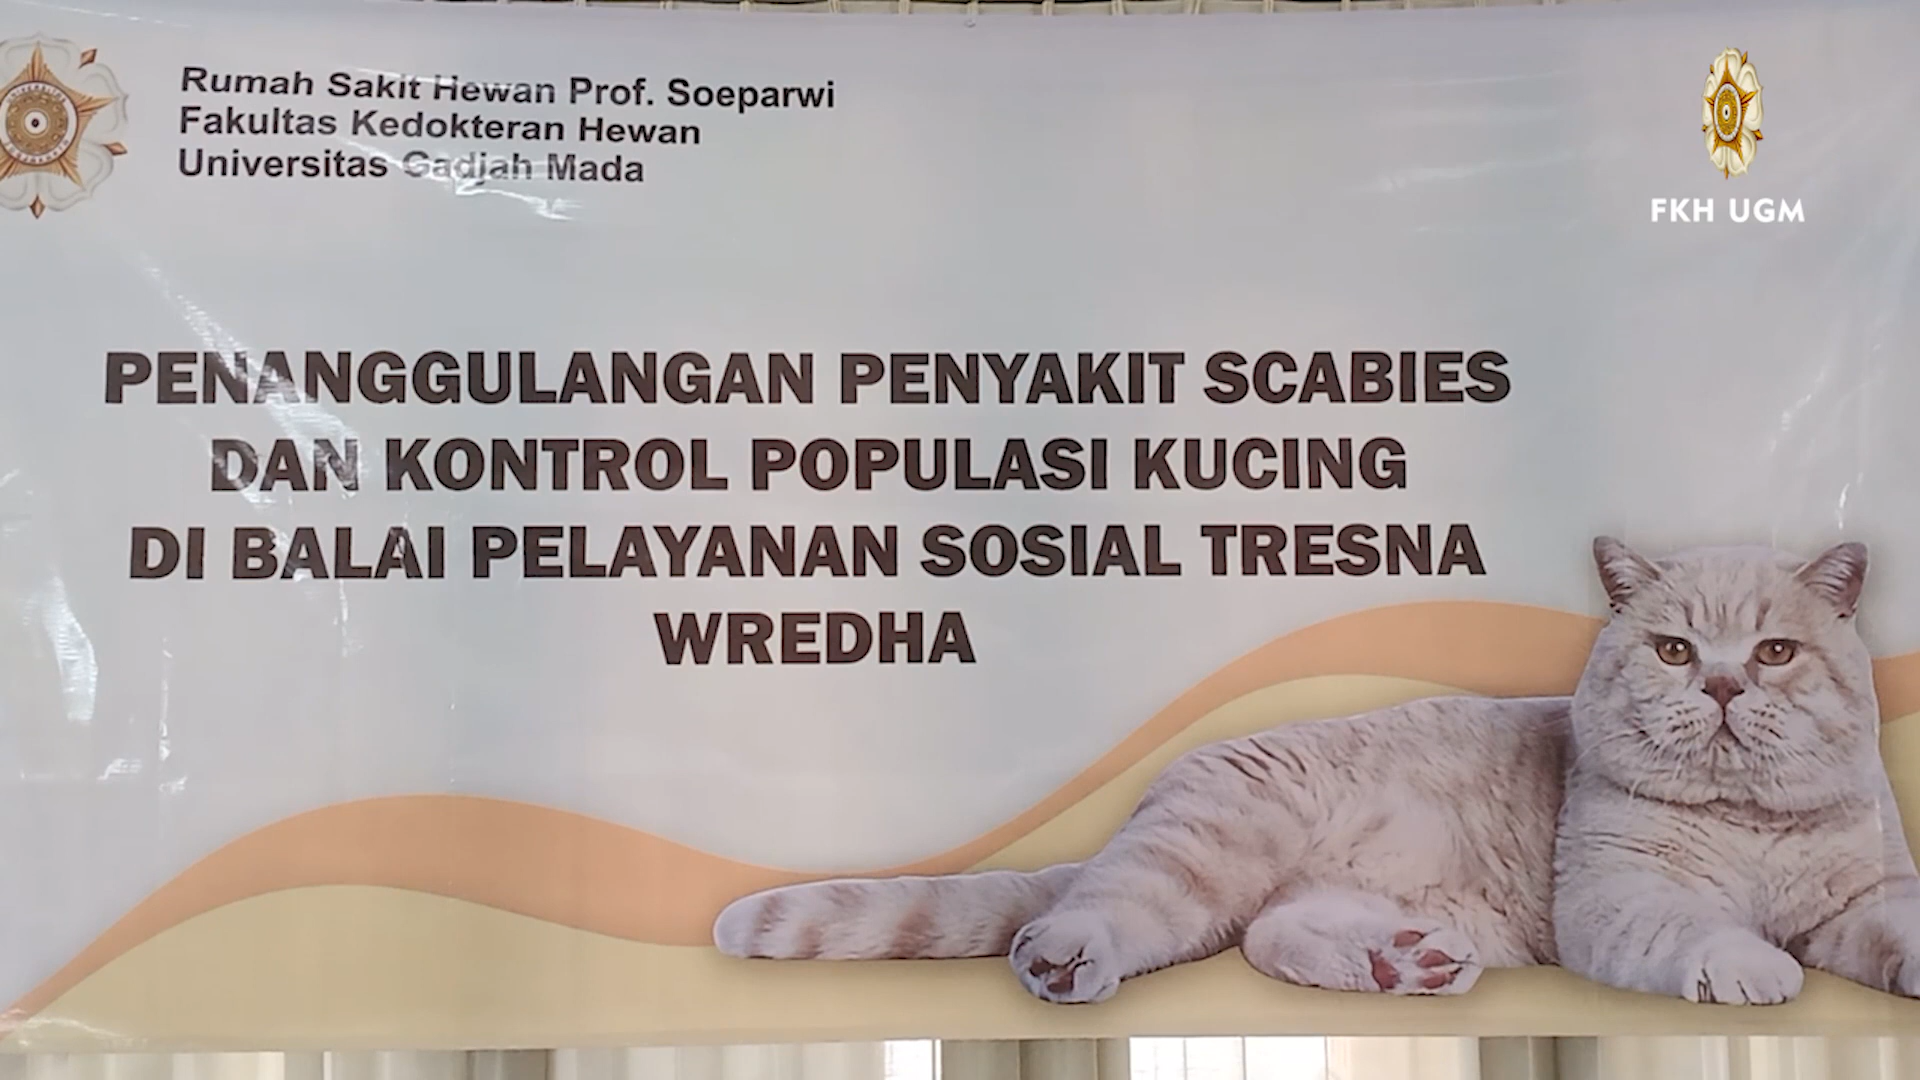 Rumah Sakit Hewan Prof. Soeparwi
Fakultas Kedokteran Hewan
Universitas Gadjah Mada
FKH UGM
PENANGGULANGAN PENYAKIT SCABIES
DAN KONTROL POPULASI KUCING
DI BALAI PELAYANAN SOSIAL TRESNA
WREDHA